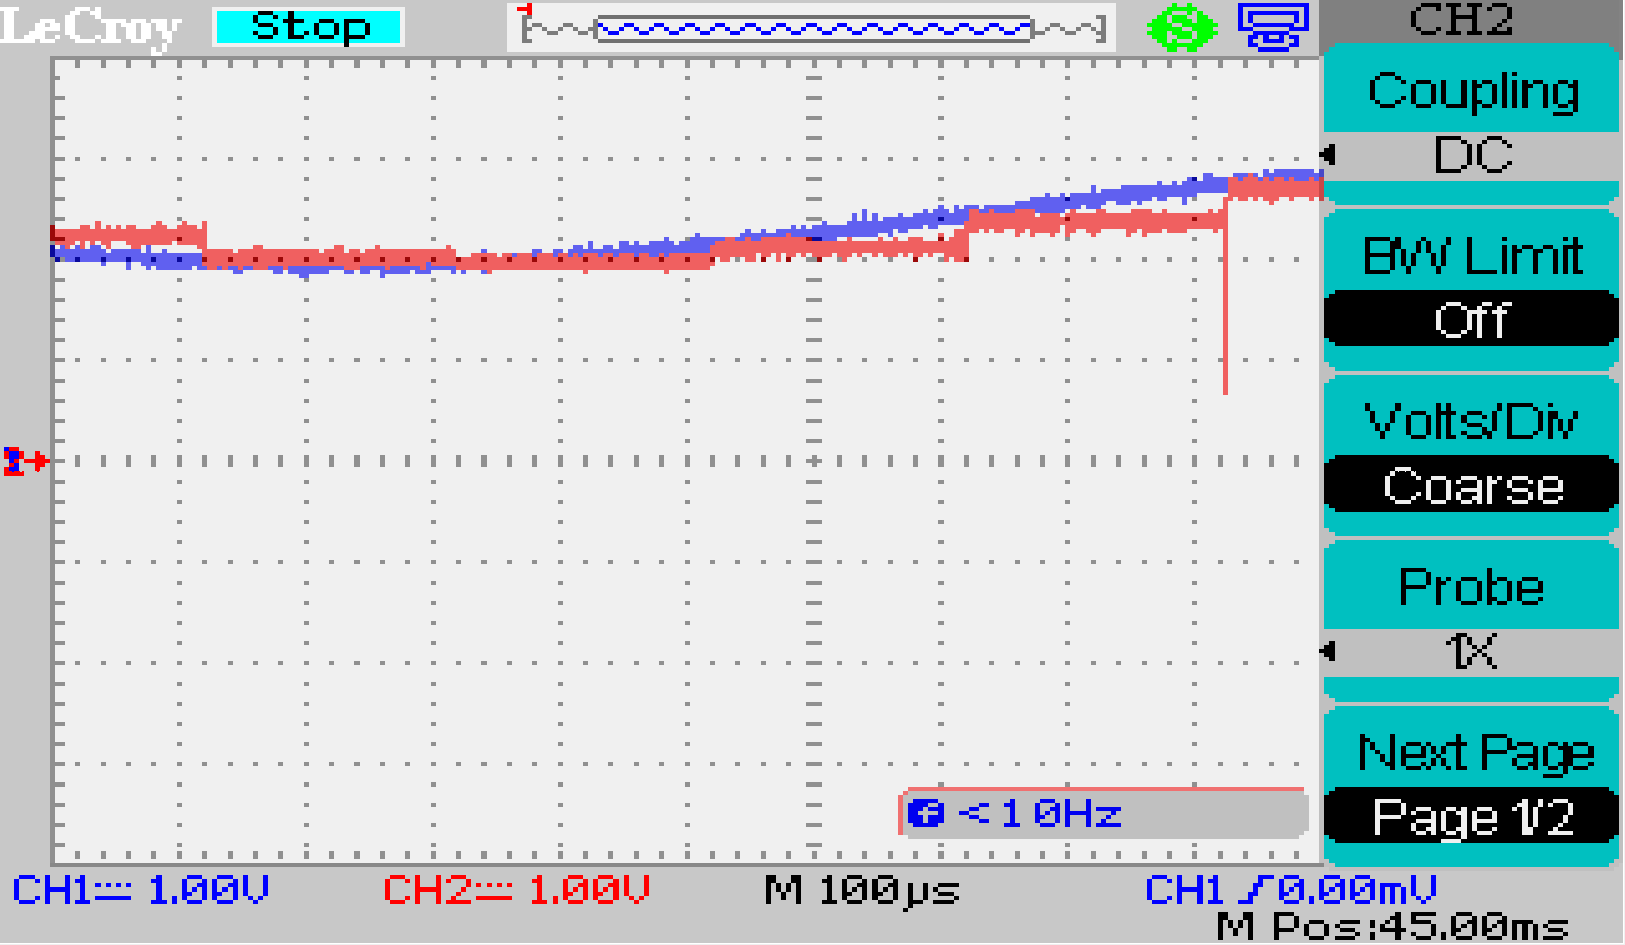 LeCroy Stop CH2
Coupling
DC
BW Limit
Off
Volts/Div
Coarse
Probe
1X
Next Page
Page 1/2
f <10Hz
CH1 1.00V CH2 1.00V M 100µs CH1 0.00mV
M Pos:45.00ms